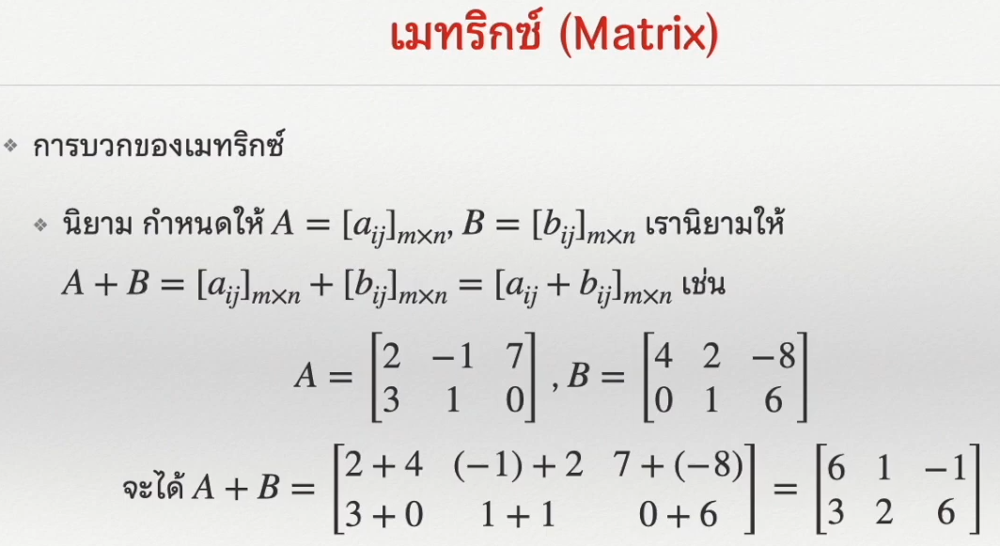 เมทริกซ์ (Matrix)
❖ การบวกของเมทริกซ์
❖ นิยาม กำหนดให้ $A = [a_{ij}]_{m \times n}, B = [b_{ij}]_{m \times n}$ เรานิยามให้
$A + B = [a_{ij}]_{m \times n} + [b_{ij}]_{m \times n} = [a_{ij} + b_{ij}]_{m \times n}$ เช่น
$A = \begin{bmatrix} 2 & -1 & 7 \\ 3 & 1 & 0 \end{bmatrix}, B = \begin{bmatrix} 4 & 2 & -8 \\ 0 & 1 & 6 \end{bmatrix}$
จะได้ $A + B = \begin{bmatrix} 2 + 4 & (-1) + 2 & 7 + (-8) \\ 3 + 0 & 1 + 1 & 0 + 6 \end{bmatrix} = \begin{bmatrix} 6 & 1 & -1 \\ 3 & 2 & 6 \end{bmatrix}$